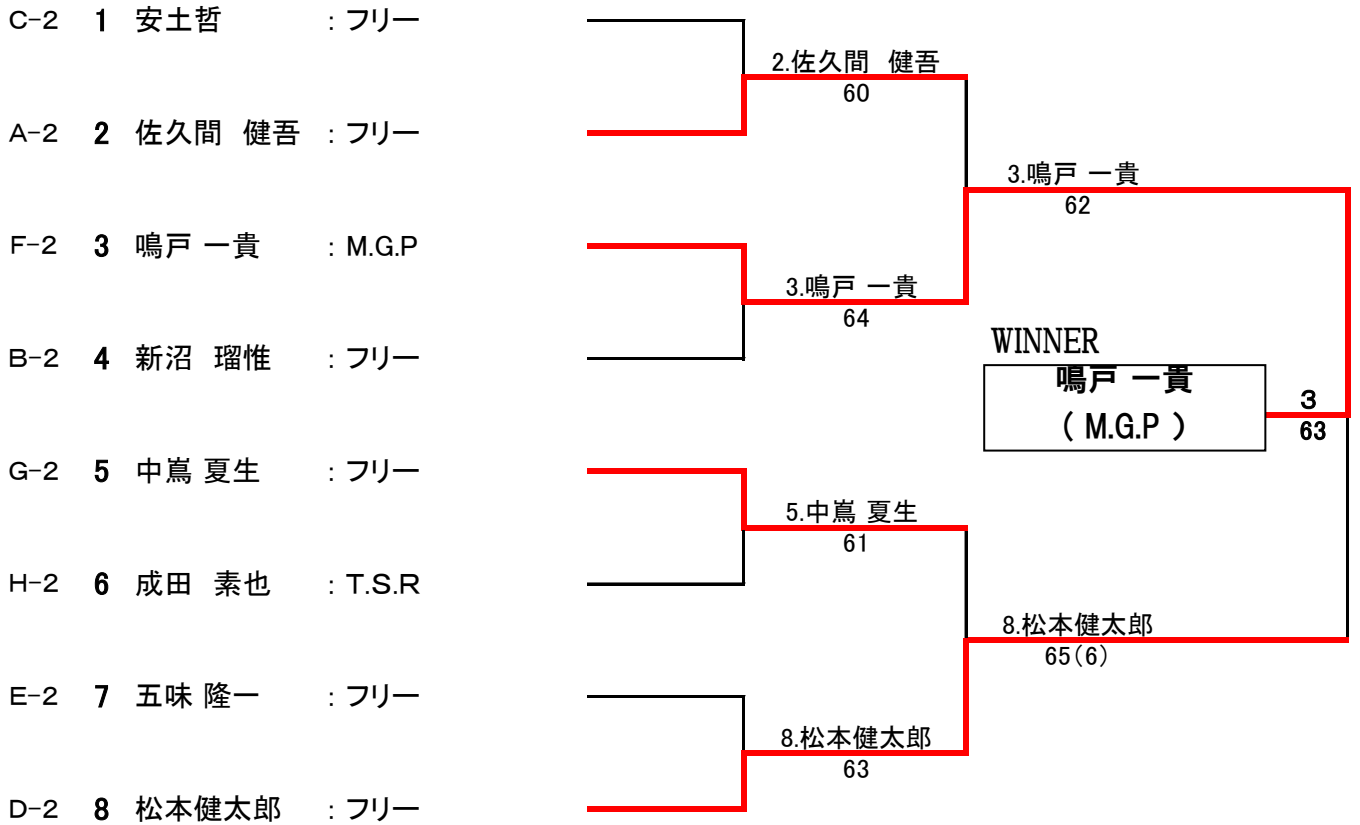 C-2 1 安土哲 : フリー
2.佐久間 健吾
60
A-2 2 佐久間 健吾 : フリー
3.鳴戸 一貴
62
F-2 3 鳴戸 一貴 : M.G.P
3.鳴戸 一貴
64
B-2 4 新沼 瑠惟 : フリー
WINNER
鳴戸 一貴
( M.G.P )
3
63
G-2 5 中嶌 夏生 : フリー
5.中嶌 夏生
61
H-2 6 成田 素也 : T.S.R
8.松本健太郎
65(6)
E-2 7 五味 隆一 : フリー
8.松本健太郎
63
D-2 8 松本健太郎 : フリー